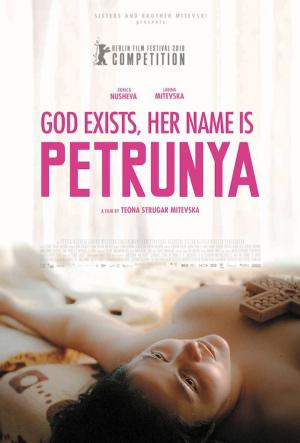 SISTERS AND BROTHER MITEVSKI
BERLIN FILM FESTIVAL 2019
COMPETITION
ZORICA
NUSHEVA
LABINA
MITEVSKA
GOD EXISTS, HER NAME IS
PETRUNYA
A FILM BY TEONA STRUGAR MITEVSKA